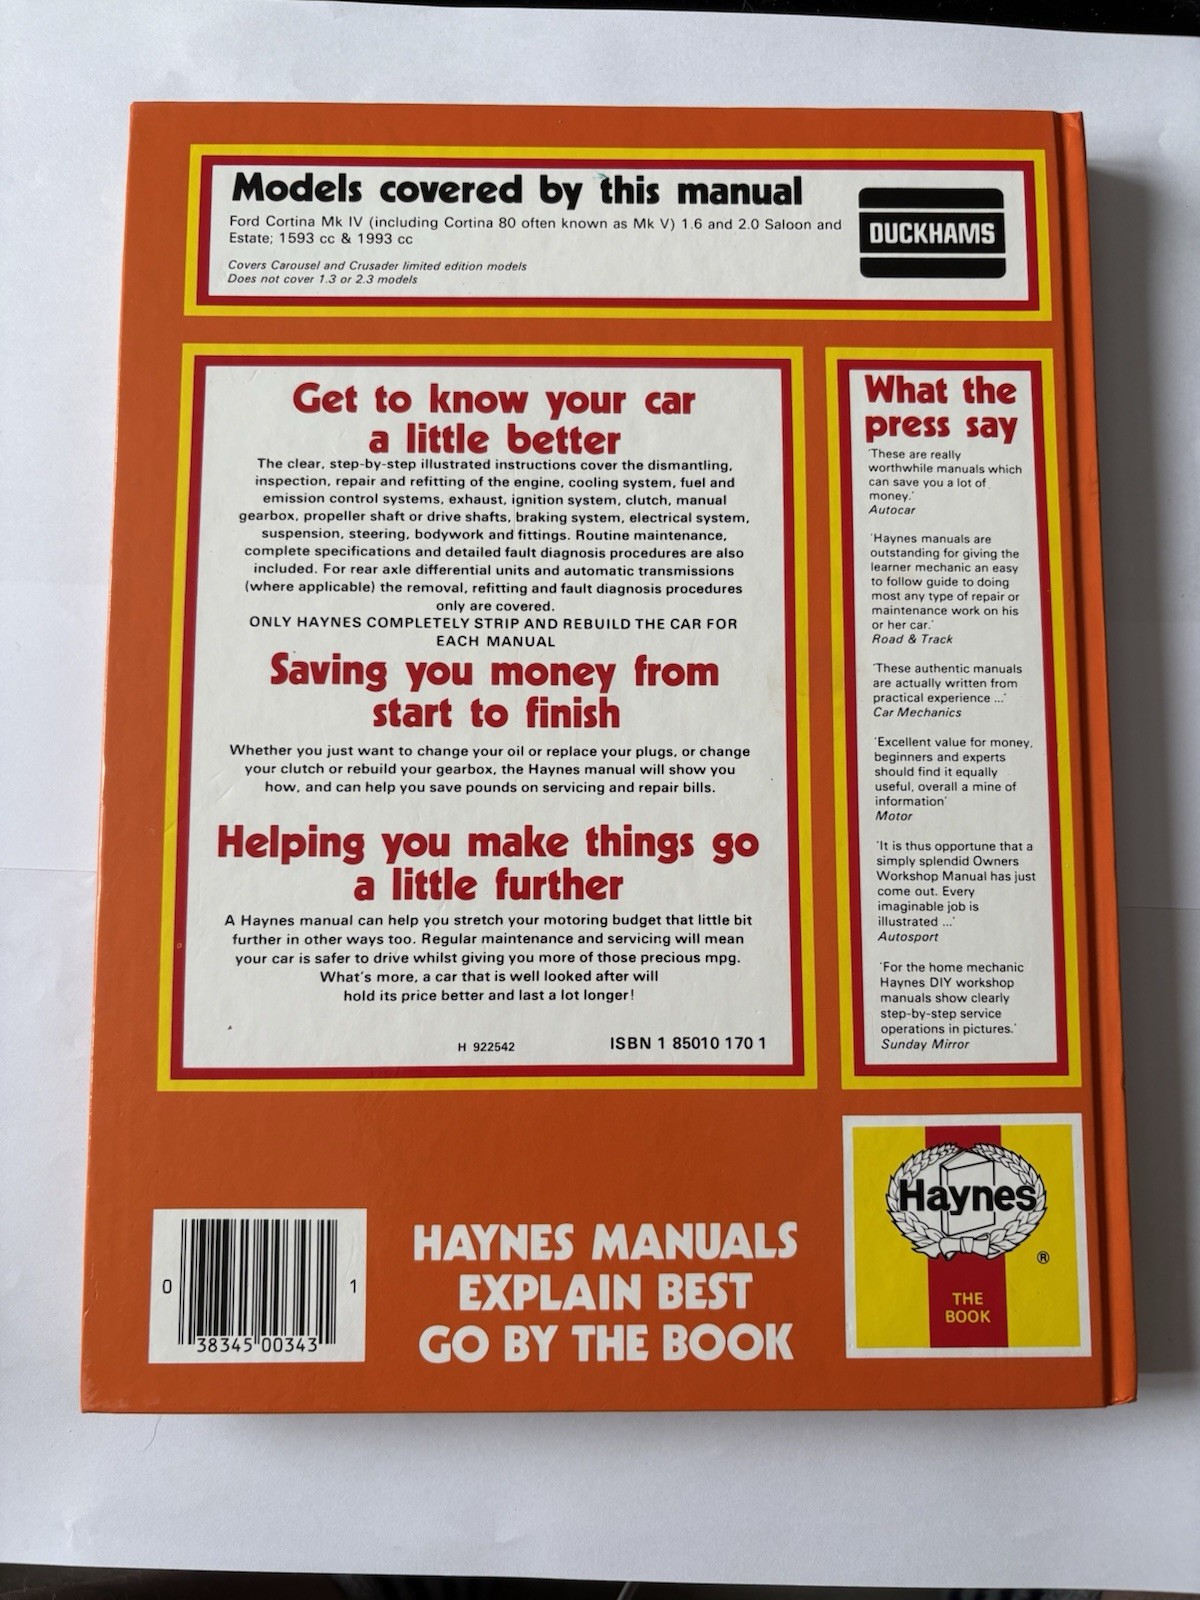 Models covered by this manual
Ford Cortina Mk IV (including Cortina 80 often known as Mk V) 1.6 and 2.0 Saloon and
Estate; 1593 cc & 1993 cc
Covers Carousel and Crusader limited edition models
Does not cover 1.3 or 2.3 models
DUCKHAMS
Get to know your car
a little better
The clear, step-by-step illustrated instructions cover the dismantling,
inspection, repair and refitting of the engine, cooling system, fuel and
emission control systems, exhaust, ignition system, clutch, manual
gearbox, propeller shaft or drive shafts, braking system, electrical system,
suspension, steering, bodywork and fittings. Routine maintenance,
complete specifications and detailed fault diagnosis procedures are also
included. For rear axle differential units and automatic transmissions
(where applicable) the removal, refitting and fault diagnosis procedures
only are covered.
ONLY HAYNES COMPLETELY STRIP AND REBUILD THE CAR FOR
EACH MANUAL
Saving you money from
start to finish
Whether you just want to change your oil or replace your plugs, or change
your clutch or rebuild your gearbox, the Haynes manual will show you
how, and can help you save pounds on servicing and repair bills.
Helping you make things go
a little further
A Haynes manual can help you stretch your motoring budget that little bit
further in other ways too. Regular maintenance and servicing will mean
your car is safer to drive whilst giving you more of those precious mpg.
What's more, a car that is well looked after will
hold its price better and last a lot longer!
H 922542
ISBN 1 85010 170 1
What the
press say
'These are really
worthwhile manuals which
can save you a lot of
money.'
Autocar
'Haynes manuals are
outstanding for giving the
learner mechanic an easy
to follow guide to doing
most any type of repair or
maintenance work on his
or her car.'
Road & Track
'These authentic manuals
are actually written from
practical experience ...'
Car Mechanics
'Excellent value for money,
beginners and experts
should find it equally
useful, overall a mine of
information'
Motor
'It is thus opportune that a
simply splendid Owners
Workshop Manual has just
come out. Every
imaginable job is
illustrated ...'
Autosport
'For the home mechanic
Haynes DIY workshop
manuals show clearly
step-by-step service
operations in pictures.'
Sunday Mirror
0 38345 00343 1
HAYNES MANUALS
EXPLAIN BEST
GO BY THE BOOK
Haynes
®
THE
BOOK